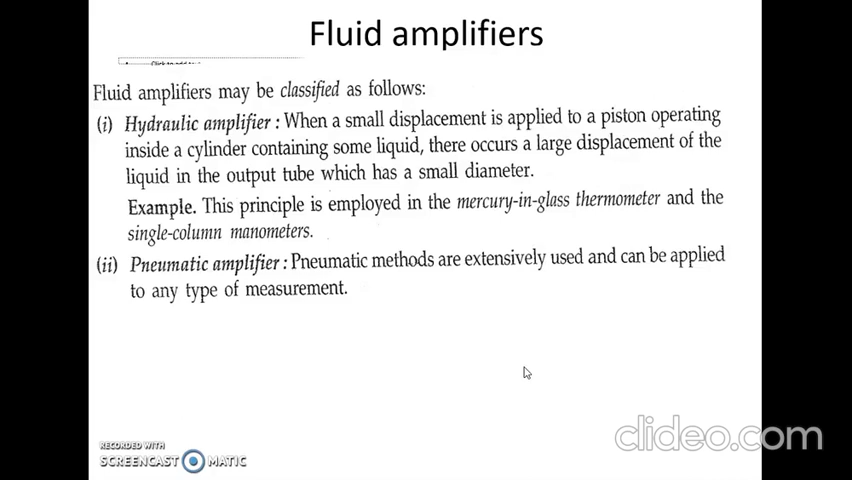 Fluid amplifiers
Fluid amplifiers may be classified as follows:
(i) Hydraulic amplifier : When a small displacement is applied to a piston operating
inside a cylinder containing some liquid, there occurs a large displacement of the
liquid in the output tube which has a small diameter.
Example. This principle is employed in the mercury-in-glass thermometer and the
single-column manometers.
(ii) Pneumatic amplifier : Pneumatic methods are extensively used and can be applied
to any type of measurement.
RECORDED WITH
SCREENCAST MATIC
clideo.com